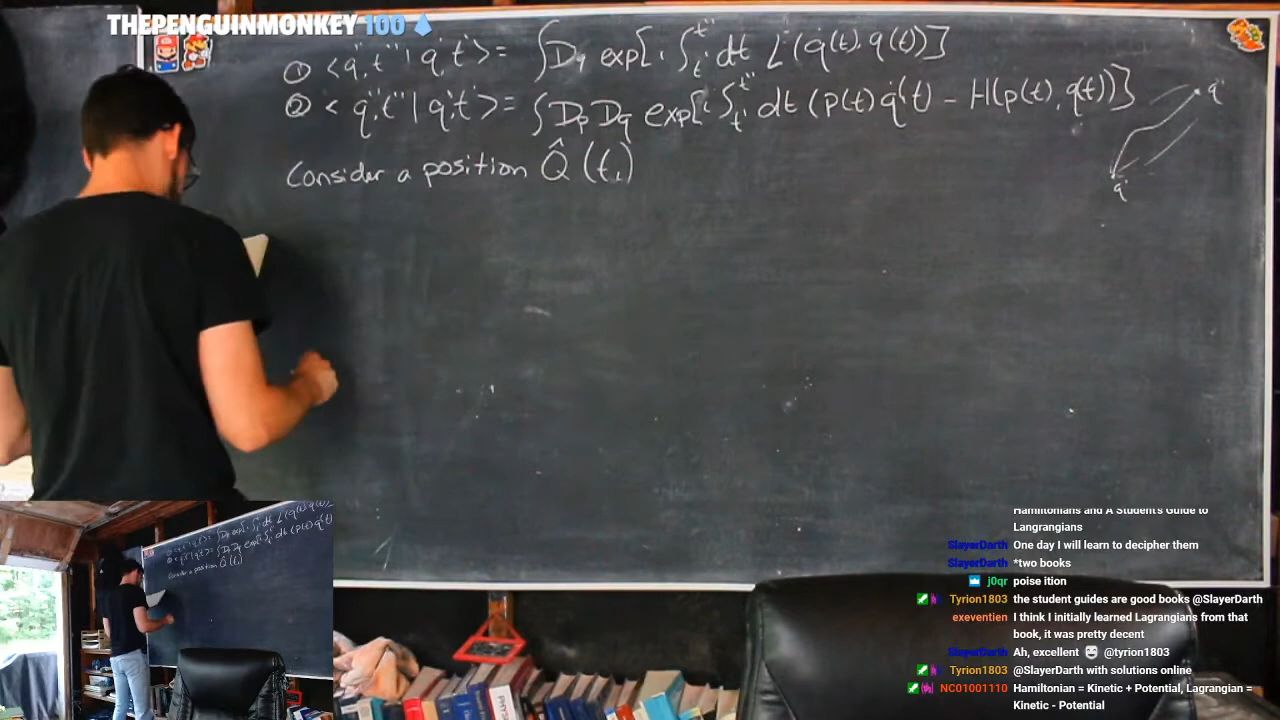 THEPENGUINMONKEY 100
① <q",t"|q',t'> = ∫Dq exp[i∫_{t'}^{t"} dt L(q̇(t), q(t))]
② <q",t"|q',t'> = ∫Dp Dq exp[i∫_{t'}^{t"} dt (p(t)q̇(t) - H(p(t), q(t)))]
q"
Consider a position Q̂(t₁)
q'
Hamiltonians and A Student's Guide to
Langrangians
SlayerDarth One day I will learn to decipher them
SlayerDarth *two books
j0qr poise ition
Tyrion1803 the student guides are good books @SlayerDarth
exeventien I think I initially learned Lagrangians from that
book, it was pretty decent
SlayerDarth Ah, excellent @tyrion1803
Tyrion1803 @SlayerDarth with solutions online
NC01001110 Hamiltonian = Kinetic + Potential, Lagrangian =
Kinetic - Potential